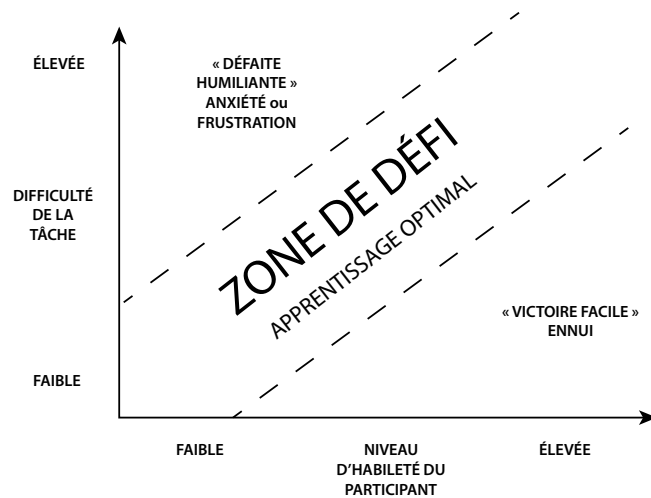 ÉLEVÉE
« DÉFAITE
HUMILIANTE »
ANXIÉTÉ ou
FRUSTRATION
DIFFICULTÉ
DE LA
TÂCHE
ZONE DE DÉFI
APPRENTISSAGE OPTIMAL
« VICTOIRE FACILE »
ENNUI
FAIBLE
FAIBLE
NIVEAU
D’HABILETÉ DU
PARTICIPANT
ÉLEVÉE